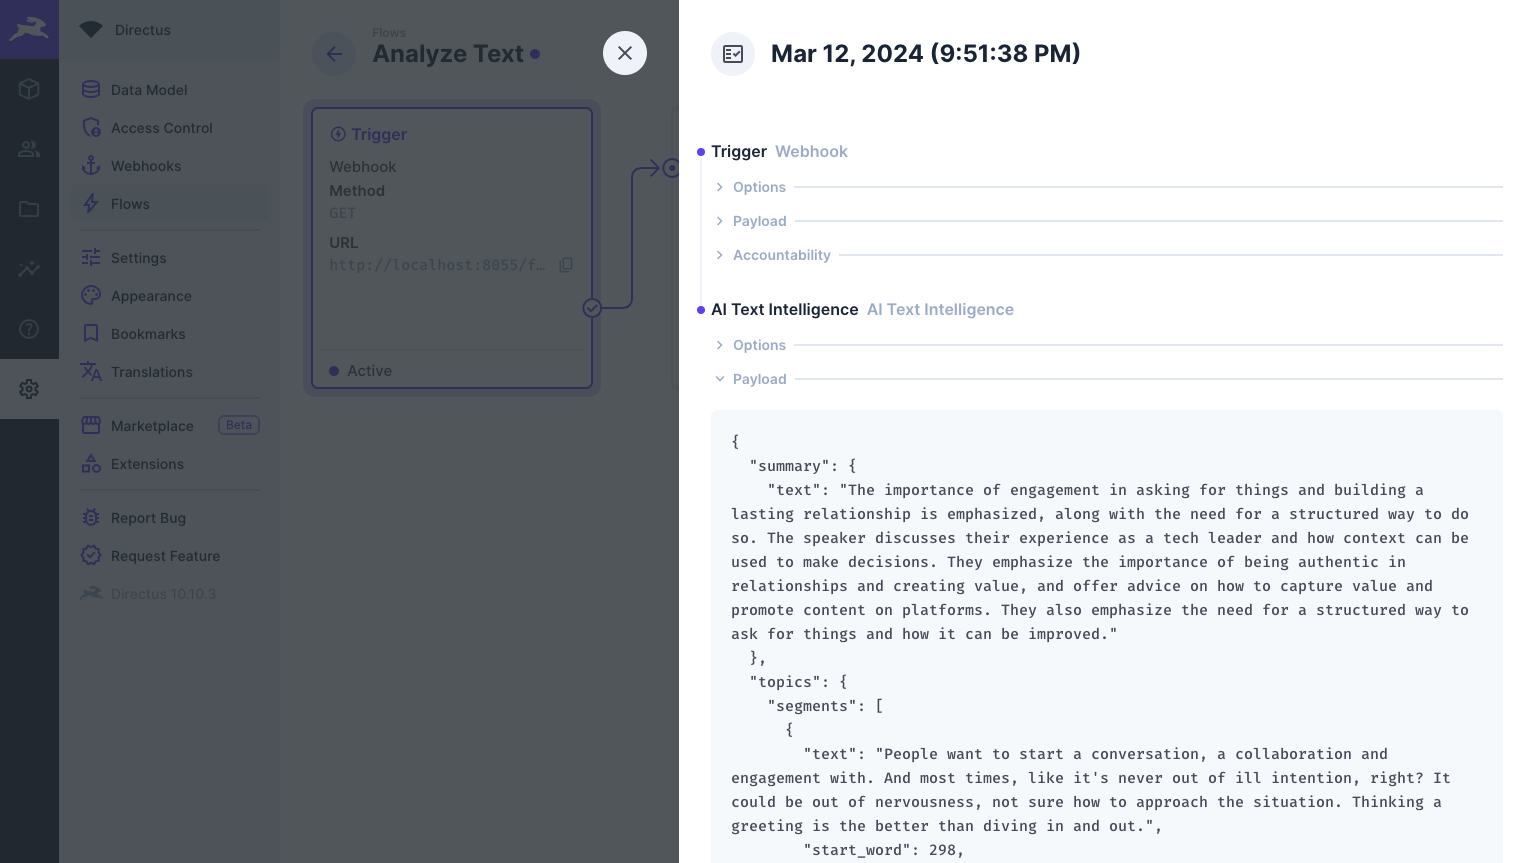 Directus
Data Model
Access Control
Webhooks
Flows
Settings
Appearance
Bookmarks
Translations
Marketplace Beta
Extensions
Report Bug
Request Feature
Directus 10.10.3
Flows
Analyze Text
Trigger
Webhook
Method
GET
URL
http://localhost:8055/f…
Active
Mar 12, 2024 (9:51:38 PM)
Trigger Webhook
Options
Payload
Accountability
AI Text Intelligence AI Text Intelligence
Options
Payload
{
  "summary": {
    "text": "The importance of engagement in asking for things and building a
lasting relationship is emphasized, along with the need for a structured way to do
so. The speaker discusses their experience as a tech leader and how context can be
used to make decisions. They emphasize the importance of being authentic in
relationships and creating value, and offer advice on how to capture value and
promote content on platforms. They also emphasize the need for a structured way to
ask for things and how it can be improved."
  },
  "topics": {
    "segments": [
      {
        "text": "People want to start a conversation, a collaboration and
engagement with. And most times, like it's never out of ill intention, right? It
could be out of nervousness, not sure how to approach the situation. Thinking a
greeting is the better than diving in and out.",
        "start_word": 298,